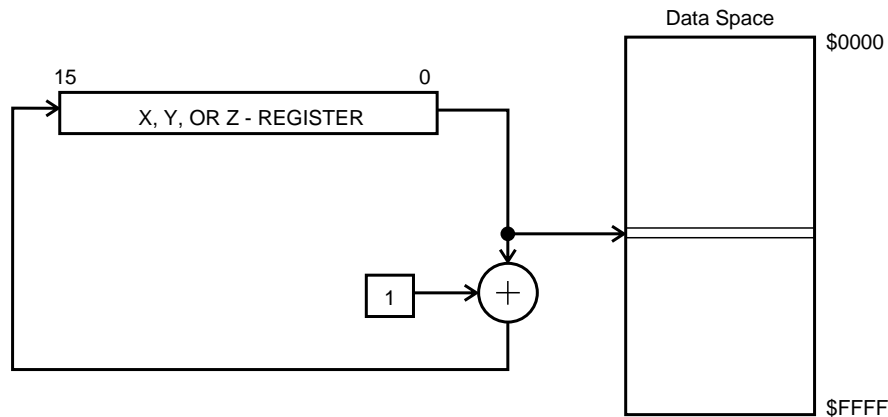 Data Space
$0000
15 0
X, Y, OR Z - REGISTER
1
+
$FFFF